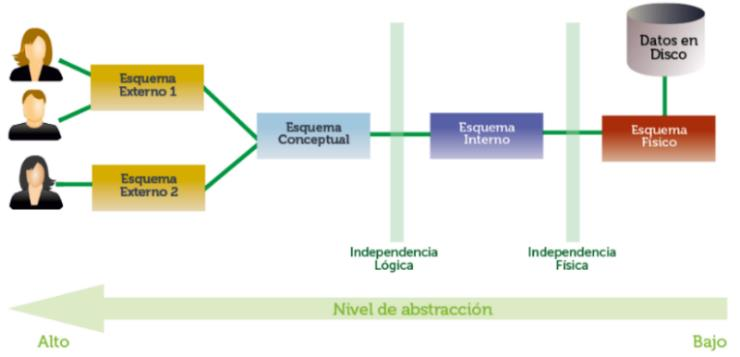 Datos en
Disco
Esquema
Externo 1
Esquema
Conceptual
Esquema
Interno
Esquema
Físico
Esquema
Externo 2
Independencia
Lógica
Independencia
Física
Nivel de abstracción
Alto
Bajo